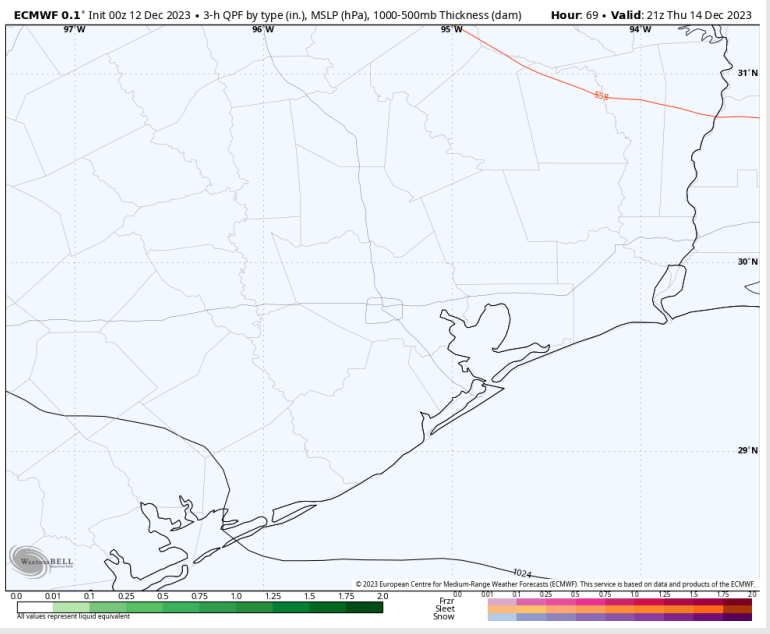 ECMWF 0.1° Init 00z 12 Dec 2023 • 3-h QPF by type (in.), MSLP (hPa), 1000-500mb Thickness (dam) Hour: 69 • Valid: 21z Thu 14 Dec 2023
97°W 96°W 95°W 94°W
31°N
558
30°N
29°N
WeatherBELL
1024
© 2023 European Centre for Medium-Range Weather Forecasts (ECMWF). This service is based on data and products of the ECMWF.
0.0 0.01 0.1 0.25 0.5 0.75 1.0 1.25 1.5 1.75 2.0
0.0 0.01 0.1 0.25 0.5 0.75 1.0 1.25 1.5 1.75 2.0
Frzr
Sleet
Snow
All values represent liquid equivalent